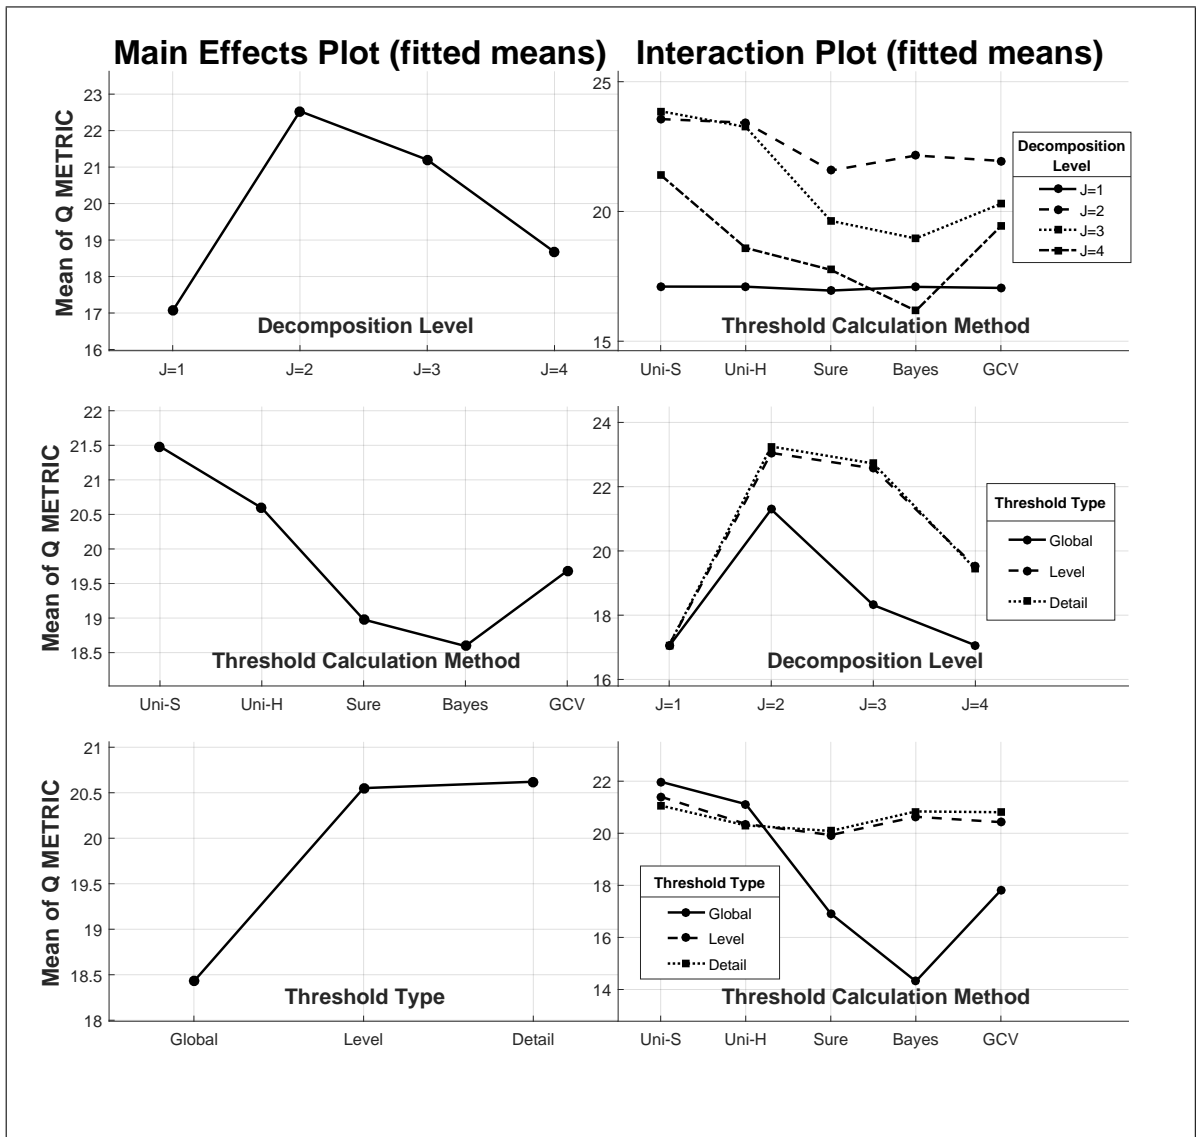 Main Effects Plot (fitted means)
Interaction Plot (fitted means)
Mean of Q METRIC
23
22
21
20
19
18
17
16
J=1
J=2
J=3
J=4
Decomposition Level
25
20
15
Uni-S
Uni-H
Sure
Bayes
GCV
Threshold Calculation Method
Decomposition
Level
J=1
J=2
J=3
J=4
Mean of Q METRIC
22
21.5
21
20.5
20
19.5
19
18.5
Uni-S
Uni-H
Sure
Bayes
GCV
Threshold Calculation Method
24
22
20
18
16
J=1
J=2
J=3
J=4
Decomposition Level
Threshold Type
Global
Level
Detail
Mean of Q METRIC
21
20.5
20
19.5
19
18.5
18
Global
Level
Detail
Threshold Type
22
20
18
16
14
Uni-S
Uni-H
Sure
Bayes
GCV
Threshold Calculation Method
Threshold Type
Global
Level
Detail